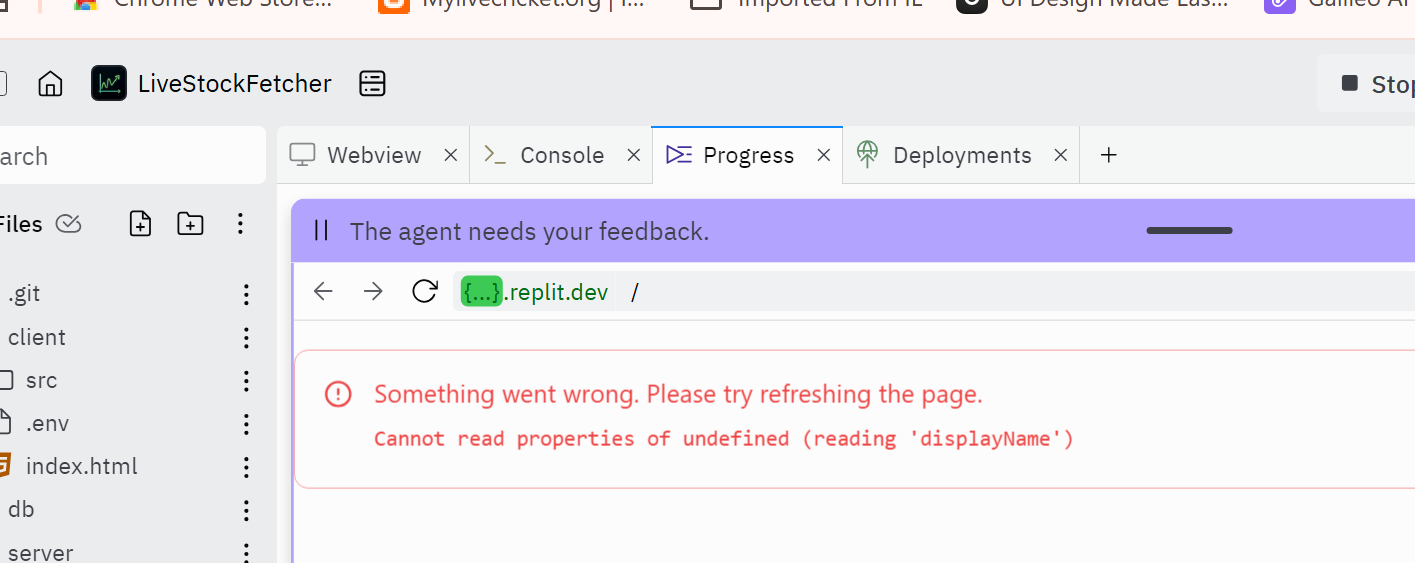 Chrome Web Store...
Mylivecricket.org | l...
Imported From IE
UI Design Made Eas...
Galileo AI
LiveStockFetcher
Stop
arch
Webview
Console
Progress
Deployments
Files
The agent needs your feedback.
{...}.replit.dev /
.git
client
src
.env
index.html
db
server
Something went wrong. Please try refreshing the page.
Cannot read properties of undefined (reading 'displayName')